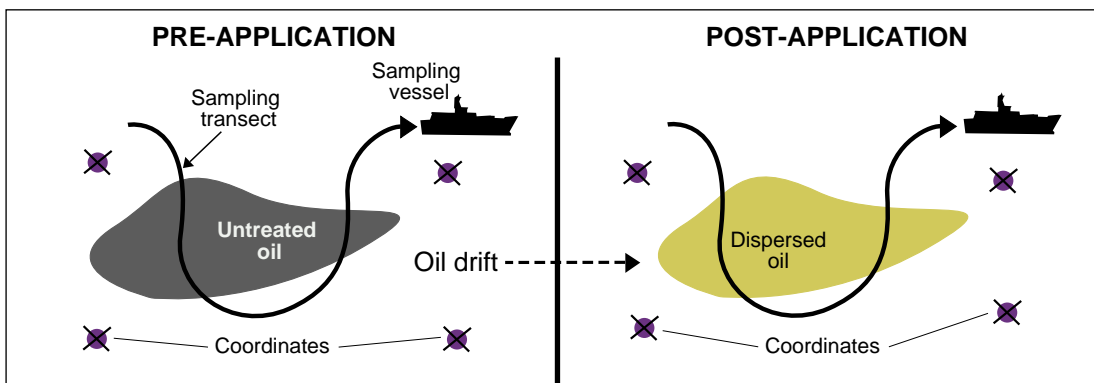 PRE-APPLICATION
Sampling
vessel
Sampling
transect
Untreated
oil
Oil drift
Coordinates
POST-APPLICATION
Dispersed
oil
Coordinates